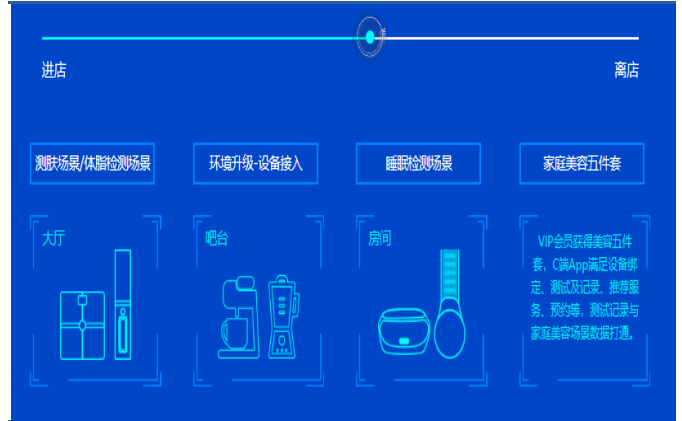 进店
离店
测肤场景/体脂检测场景
环境升级-设备接入
睡眠检测场景
家庭美容五件套
大厅
吧台
房间
VIP会员获得美容五件
套，C端App满足设备绑
定、测试及记录、推荐服
务、预约等，测试记录与
家庭美容场景数据打通。